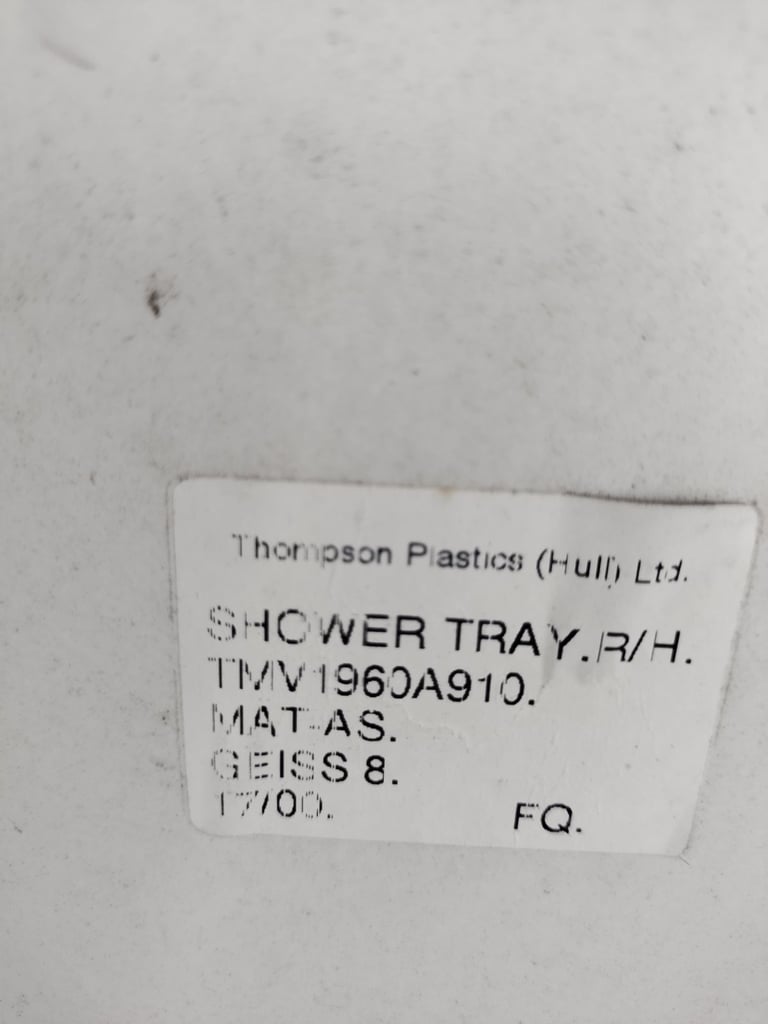 Thompson Plastics (Hull) Ltd.
SHOWER TRAY.R/H.
TMV1960A910.
MAT-AS.
GEISS 8.
17/00. FQ.